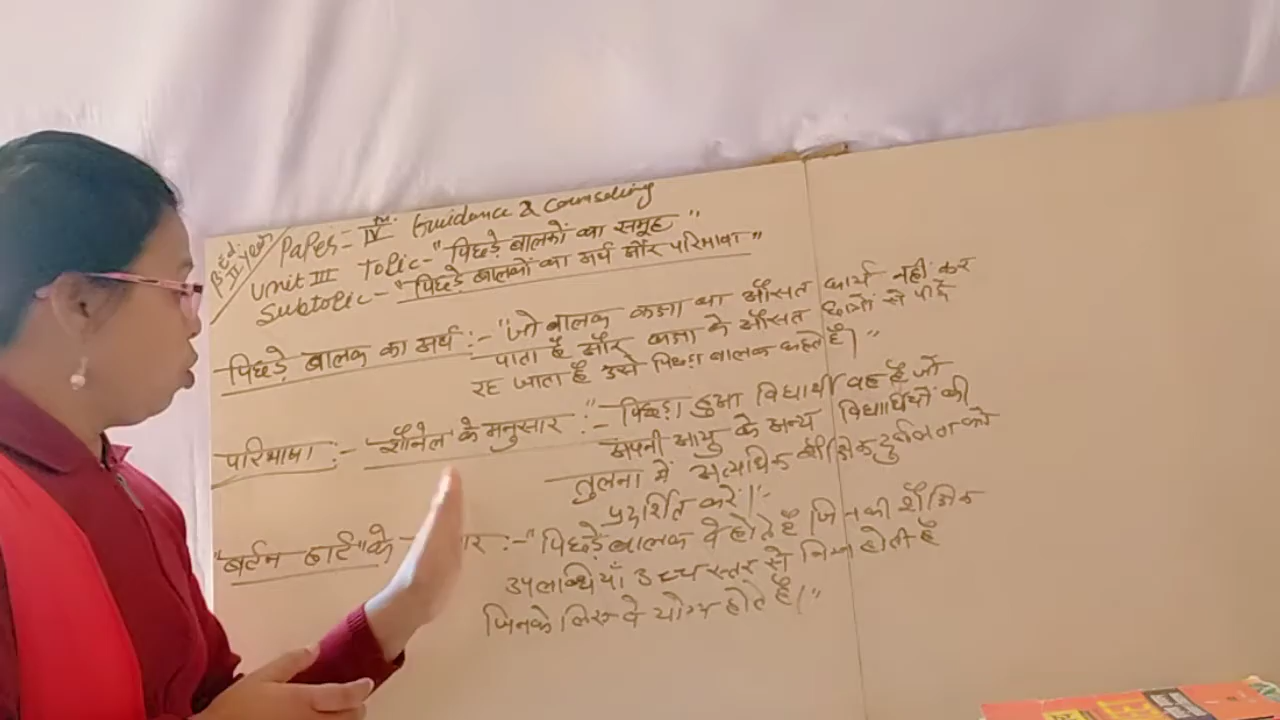 B.Ed. II year
Paper - IVth. Guidance & Counseling
Unit III Topic - "पिछड़े बालकों का समूह"
Subtopic - "पिछड़े बालकों का अर्थ और परिभाषा"
पिछड़े बालक का अर्थ :- "जो बालक कक्षा का औसत कार्य नहीं कर
पाता है और कक्षा के औसत छात्रों से पीछे
रह जाता है उसे पिछड़ा बालक कहते हैं।"
परिभाषा :- शौनेल के अनुसार :- "पिछड़ा हुआ विद्यार्थी वह है जो
अपनी आयु के अन्य विद्यार्थियों की
तुलना में अत्यधिक शैक्षिक दुर्बलता को
प्रदर्शित करें।"
"बर्टन हाल" के :- "पिछड़े बालक वे होते हैं जिनकी शैक्षिक
उपलब्धियाँ उच्च स्तर से निम्न होती हैं
जिनके लिए वे योग्य होते हैं।"